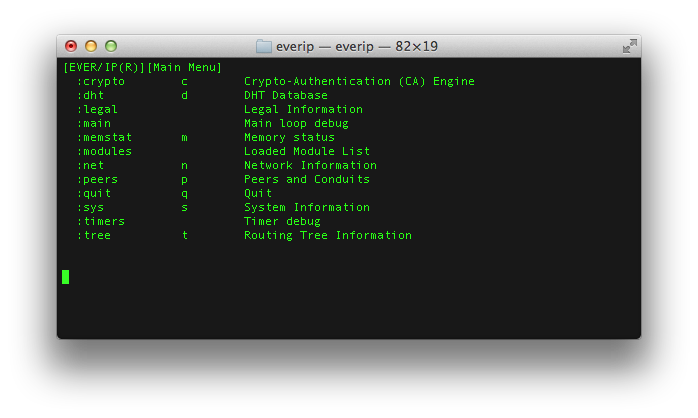 everip — everip — 82×19
[EVER/IP(R)][Main Menu]
:crypto c Crypto-Authentication (CA) Engine
:dht d DHT Database
:legal Legal Information
:main Main loop debug
:memstat m Memory status
:modules Loaded Module List
:net n Network Information
:peers p Peers and Conduits
:quit q Quit
:sys s System Information
:timers Timer debug
:tree t Routing Tree Information